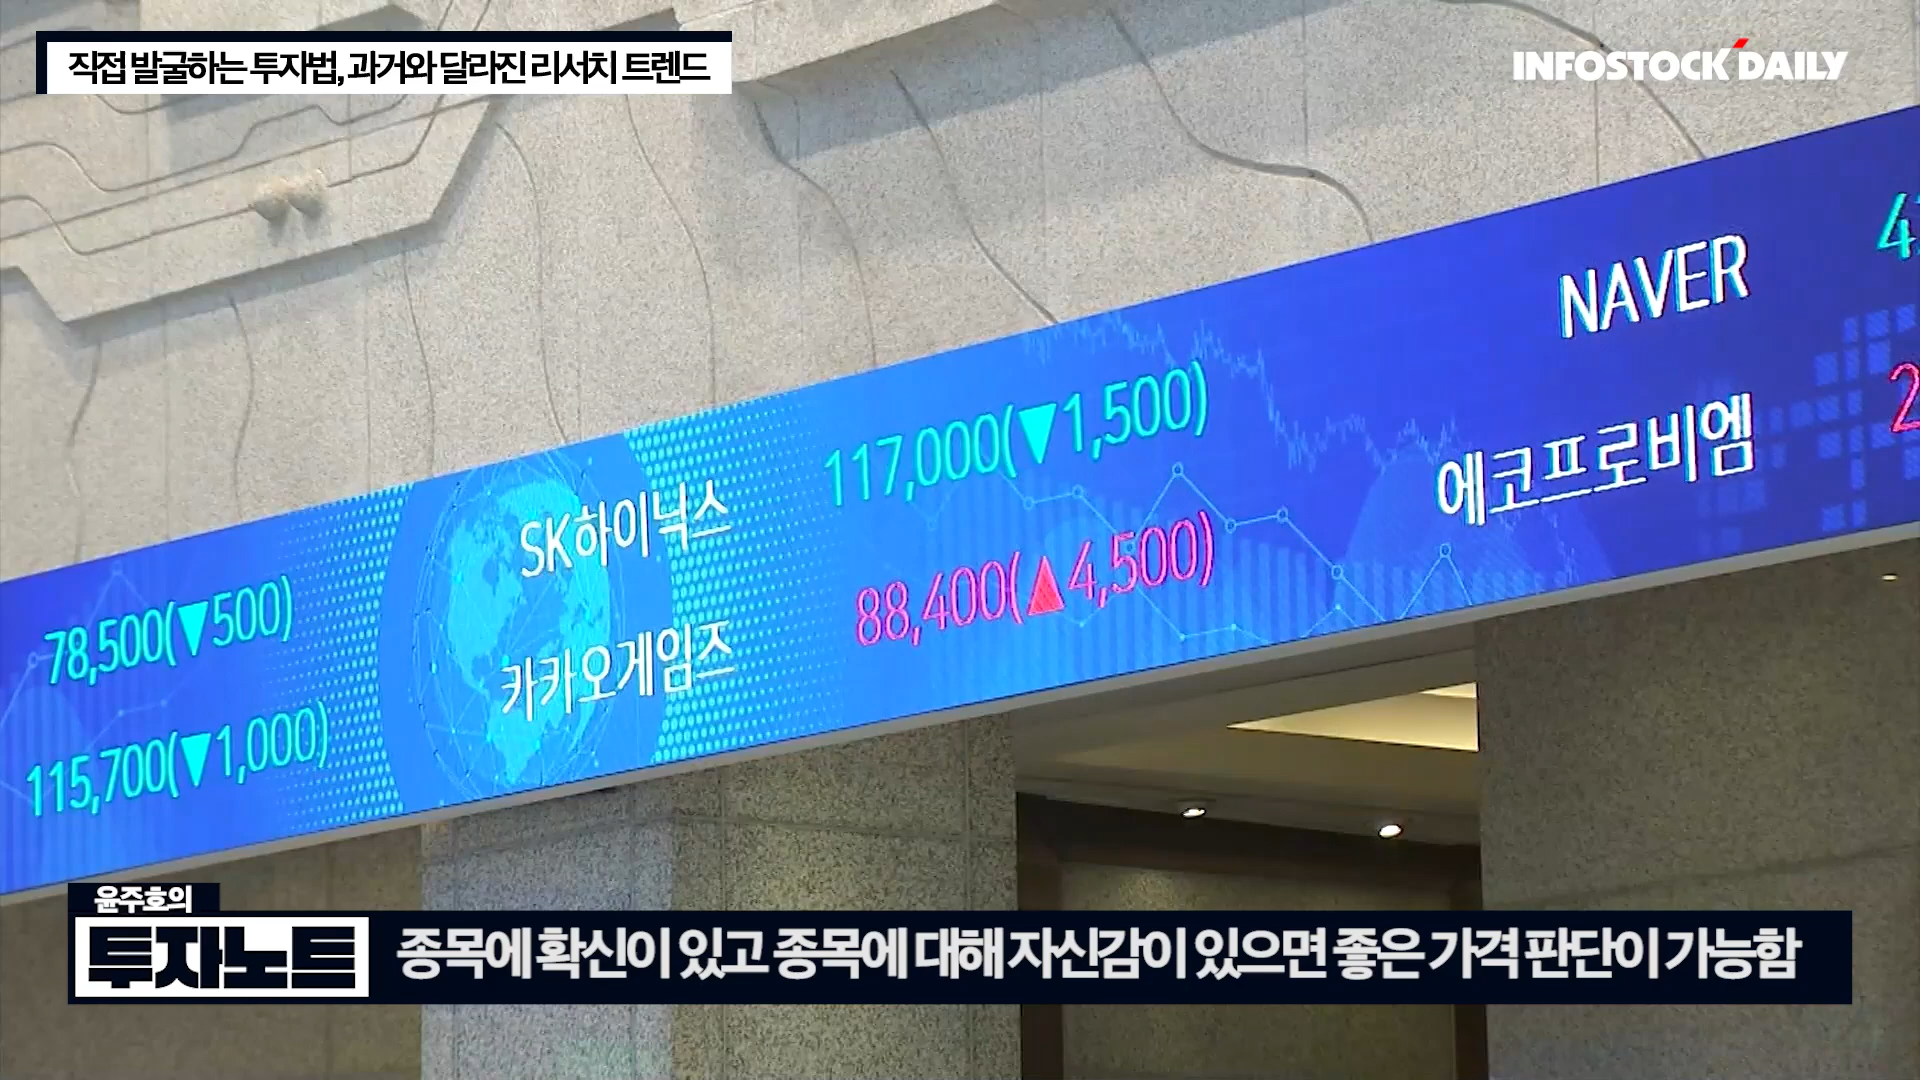 직접 발굴하는 투자법, 과거와 달라진 리서치 트렌드
INFOSTOCK DAILY
NAVER
SK하이닉스 117,000(▼1,500)
에코프로비엠
78,500(▼500)
카카오게임즈 88,400(▲4,500)
115,700(▼1,000)
윤주호의
투자노트
종목에 확신이 있고 종목에 대해 자신감이 있으면 좋은 가격 판단이 가능함